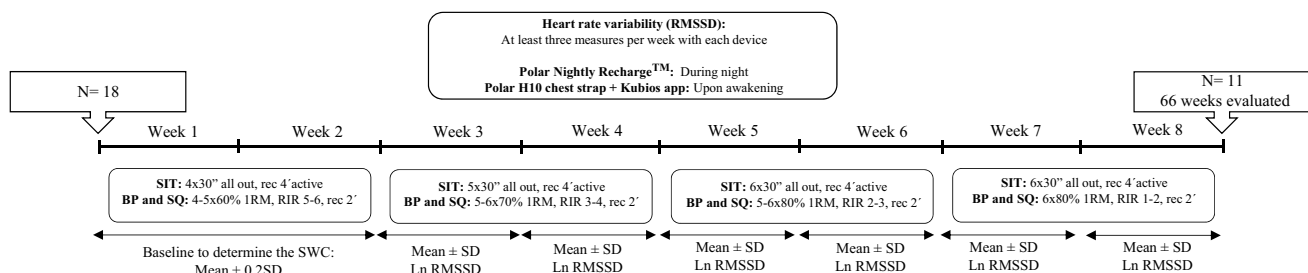 Heart rate variability (RMSSD):
At least three measures per week with each device
Polar Nightly Recharge™: During night
Polar H10 chest strap + Kubios app: Upon awakening
N= 18
N= 11
66 weeks evaluated
Week 1
Week 2
Week 3
Week 4
Week 5
Week 6
Week 7
Week 8
SIT: 4x30” all out, rec 4´active
BP and SQ: 4-5x60% 1RM, RIR 5-6, rec 2´
SIT: 5x30” all out, rec 4´active
BP and SQ: 5-6x70% 1RM, RIR 3-4, rec 2´
SIT: 6x30” all out, rec 4´active
BP and SQ: 5-6x80% 1RM, RIR 2-3, rec 2´
SIT: 6x30” all out, rec 4´active
BP and SQ: 6x80% 1RM, RIR 1-2, rec 2´
Baseline to determine the SWC:
Mean ± 0.2SD
Mean ± SD
Ln RMSSD
Mean ± SD
Ln RMSSD
Mean ± SD
Ln RMSSD
Mean ± SD
Ln RMSSD
Mean ± SD
Ln RMSSD
Mean ± SD
Ln RMSSD